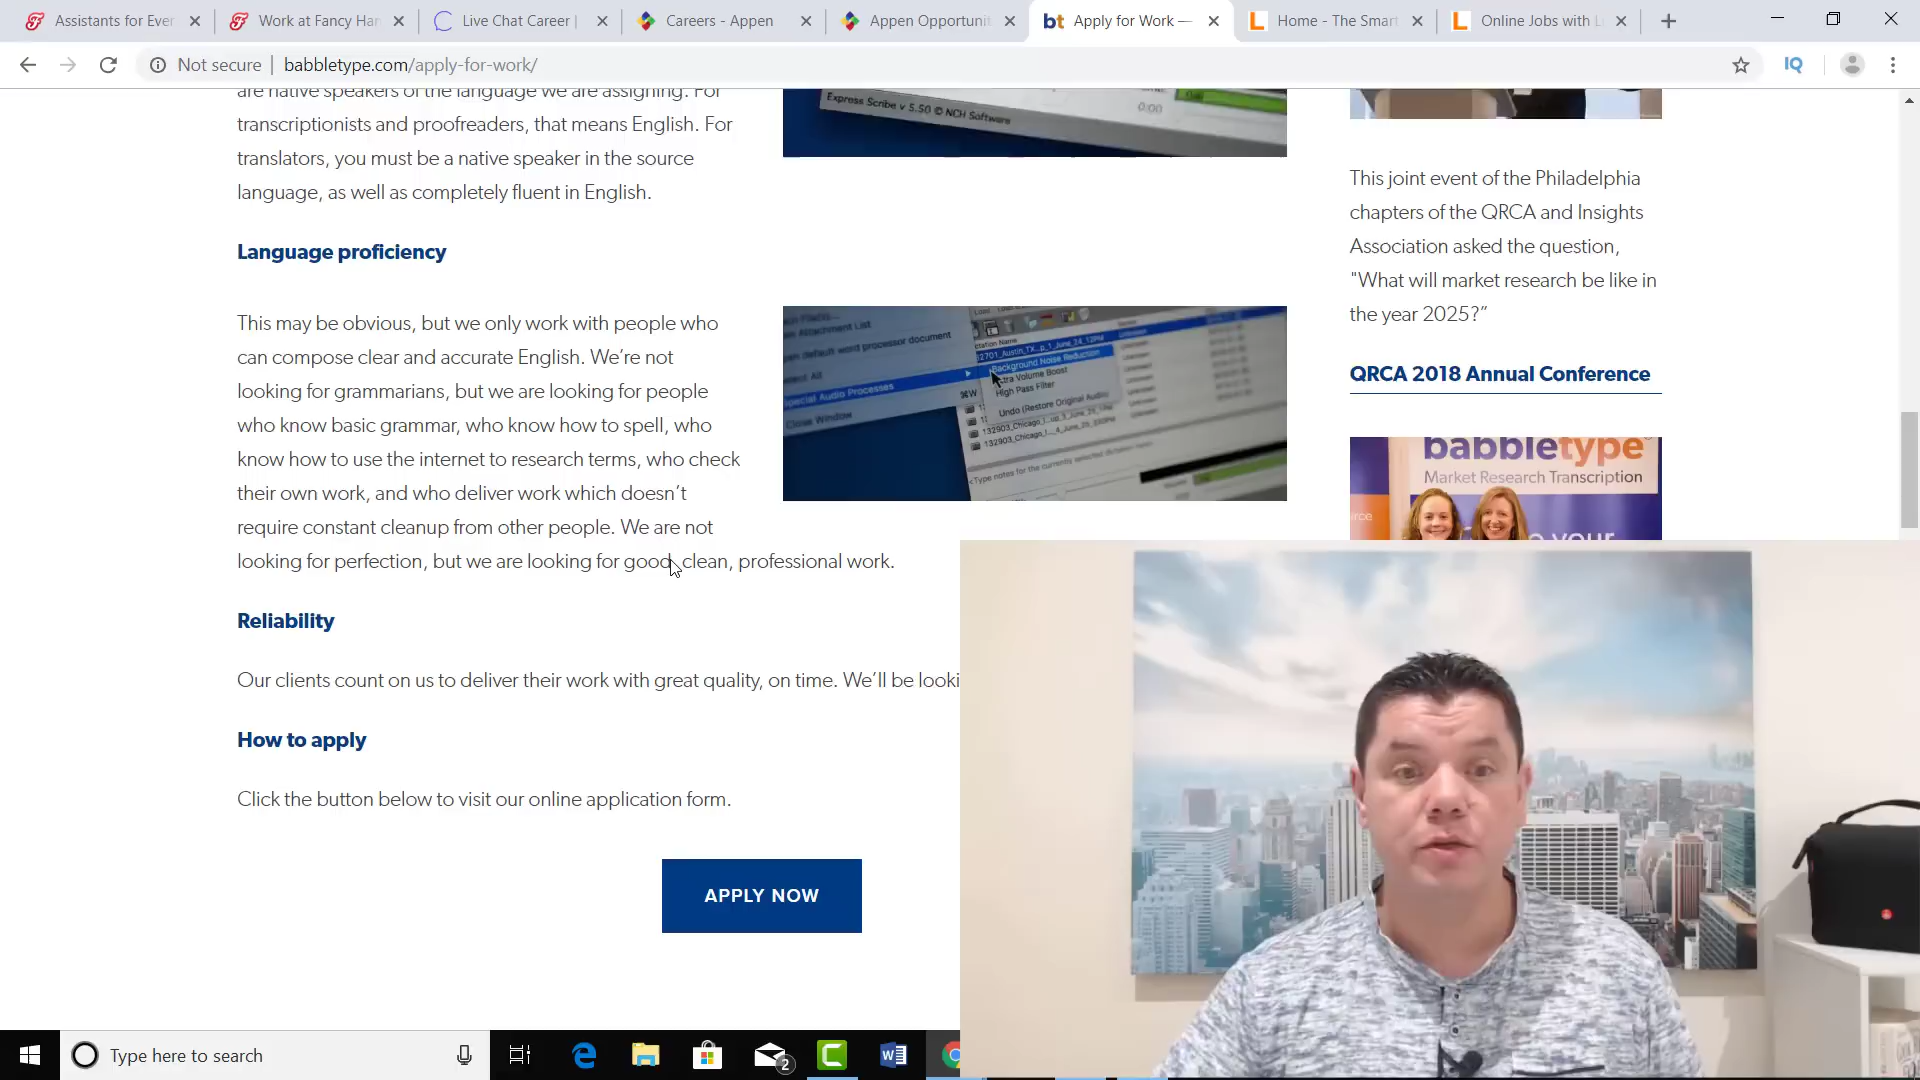 Assistants for Ever
Work at Fancy Han
Live Chat Career |
Careers - Appen
Appen Opportunit
Apply for Work —
Home - The Smar
Online Jobs with L
Not secure
babbletype.com/apply-for-work/
are native speakers of the language we are assigning. For
transcriptionists and proofreaders, that means English. For
translators, you must be a native speaker in the source
language, as well as completely fluent in English.
Express Scribe v 5.50 © NCH Software
0:00
Language proficiency
This may be obvious, but we only work with people who
can compose clear and accurate English. We’re not
looking for grammarians, but we are looking for people
who know basic grammar, who know how to spell, who
know how to use the internet to research terms, who check
their own work, and who deliver work which doesn’t
require constant cleanup from other people. We are not
looking for perfection, but we are looking for good, clean, professional work.
Attachment List
default word processor document
Special Audio Processes
Close Window
Background Noise Reduction
Extra Volume Boost
High Pass Filter
Undo (Restore Original Audio)
Reliability
Our clients count on us to deliver their work with great quality, on time. We’ll be looki
How to apply
Click the button below to visit our online application form.
APPLY NOW
This joint event of the Philadelphia
chapters of the QRCA and Insights
Association asked the question,
"What will market research be like in
the year 2025?”
QRCA 2018 Annual Conference
babbletype
Market Research Transcription
Type here to search
2